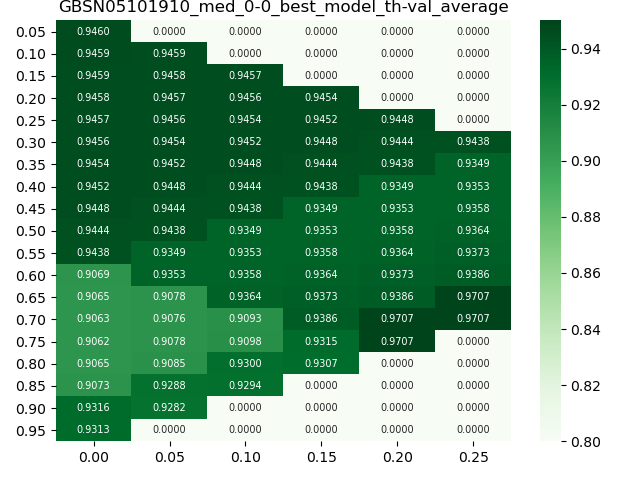 GBSN05101910_med_0-0_best_model_th-val_average
0.05 0.9460 0.0000 0.0000 0.0000 0.0000 0.0000
0.10 0.9459 0.9459 0.0000 0.0000 0.0000 0.0000
0.15 0.9459 0.9458 0.9457 0.0000 0.0000 0.0000
0.20 0.9458 0.9457 0.9456 0.9454 0.0000 0.0000
0.25 0.9457 0.9456 0.9454 0.9452 0.9448 0.0000
0.30 0.9456 0.9454 0.9452 0.9448 0.9444 0.9438
0.35 0.9454 0.9452 0.9448 0.9444 0.9438 0.9349
0.40 0.9452 0.9448 0.9444 0.9438 0.9349 0.9353
0.45 0.9448 0.9444 0.9438 0.9349 0.9353 0.9358
0.50 0.9444 0.9438 0.9349 0.9353 0.9358 0.9364
0.55 0.9438 0.9349 0.9353 0.9358 0.9364 0.9373
0.60 0.9069 0.9353 0.9358 0.9364 0.9373 0.9386
0.65 0.9065 0.9078 0.9364 0.9373 0.9386 0.9707
0.70 0.9063 0.9076 0.9093 0.9386 0.9707 0.9707
0.75 0.9062 0.9078 0.9098 0.9315 0.9707 0.0000
0.80 0.9065 0.9085 0.9300 0.9307 0.0000 0.0000
0.85 0.9073 0.9288 0.9294 0.0000 0.0000 0.0000
0.90 0.9316 0.9282 0.0000 0.0000 0.0000 0.0000
0.95 0.9313 0.0000 0.0000 0.0000 0.0000 0.0000
0.00 0.05 0.10 0.15 0.20 0.25
0.94
0.92
0.90
0.88
0.86
0.84
0.82
0.80